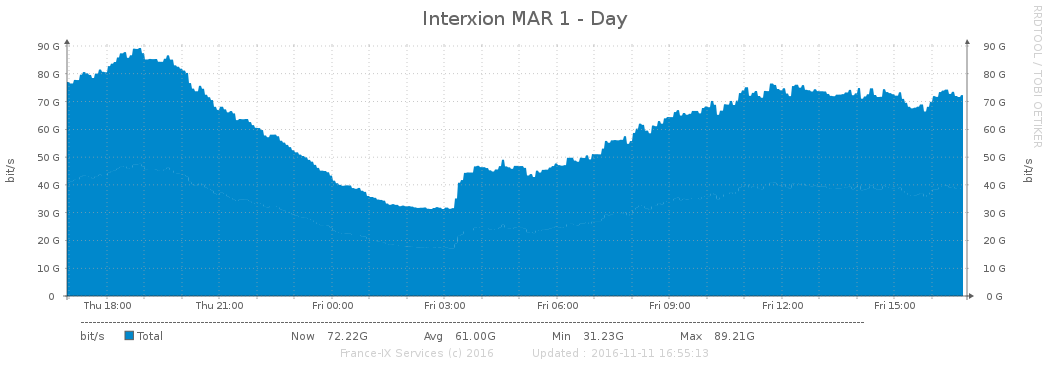 Interxion MAR 1 - Day
RRDTOOL / TOBI OETIKER
90 G 90 G
80 G 80 G
70 G 70 G
60 G 60 G
50 G 50 G
40 G 40 G
30 G 30 G
20 G 20 G
10 G 10 G
0 0 G
bit/s
bit/s
Thu 18:00 Thu 21:00 Fri 00:00 Fri 03:00 Fri 06:00 Fri 09:00 Fri 12:00 Fri 15:00
bit/s Total Now 72.22G Avg 61.00G Min 31.23G Max 89.21G
France-IX Services (c) 2016 Updated : 2016-11-11 16:55:13